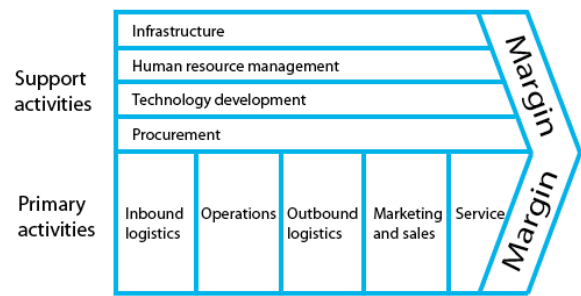 Infrastructure
Human resource management
Support
activities
Technology development
Procurement
Margin
Primary
activities
Inbound
logistics
Operations
Outbound
logistics
Marketing
and sales
Service
Margin